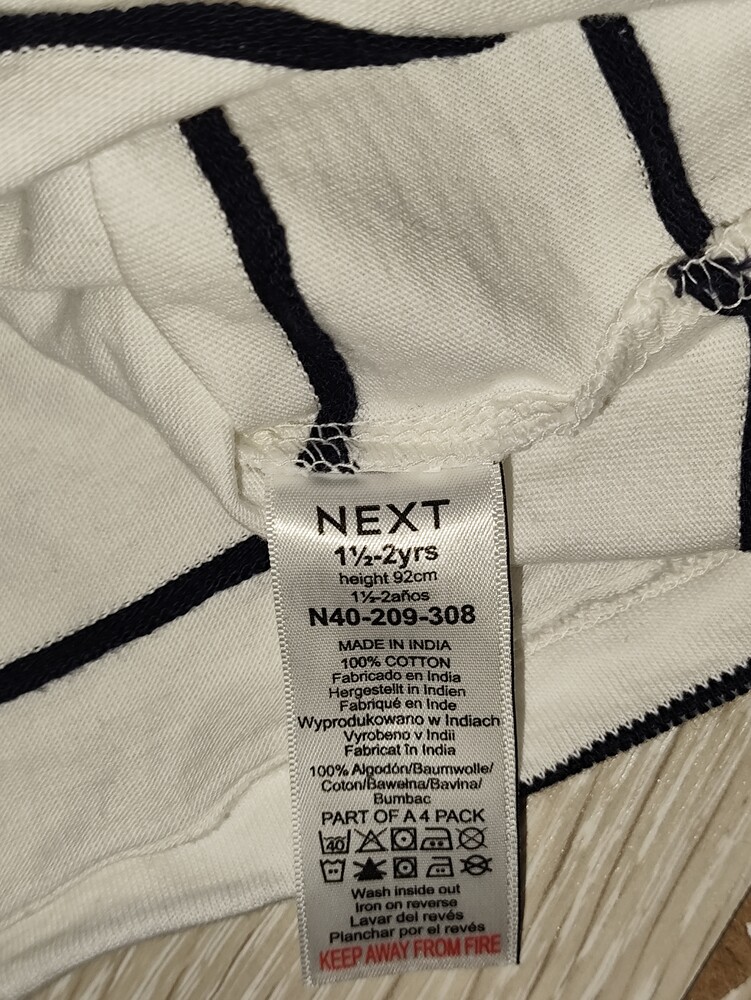 NEXT
1½-2yrs
height 92cm
1½-2años
N40-209-308
MADE IN INDIA
100% COTTON
Fabricado en India
Hergestellt in Indien
Fabriqué en Inde
Wyprodukowano w Indiach
Vyrobeno v Indii
Fabricat în India
100% Algodón/Baumwolle/
Coton/Bawełna/Bavlna/
Bumbac
PART OF A 4 PACK
40
Wash inside out
Iron on reverse
Lavar del revés
Planchar por el revés
KEEP AWAY FROM FIRE